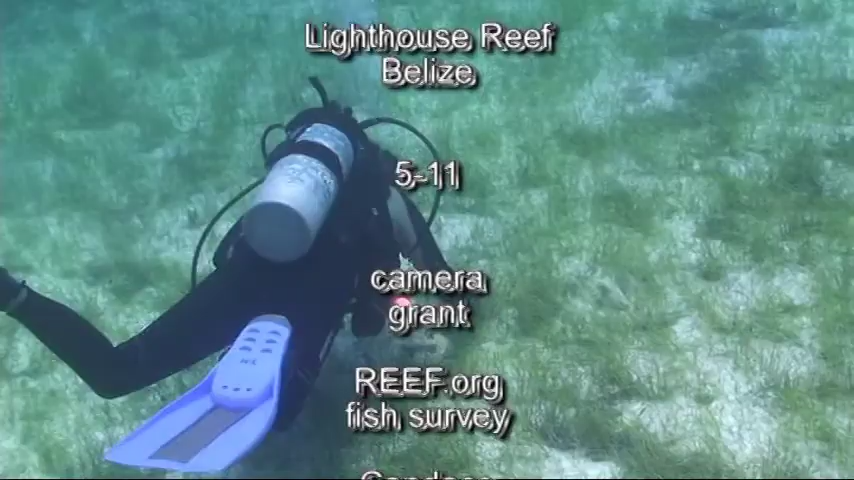 Lighthouse Reef
Belize
5-11
camera
grant
REEF.org
fish survey